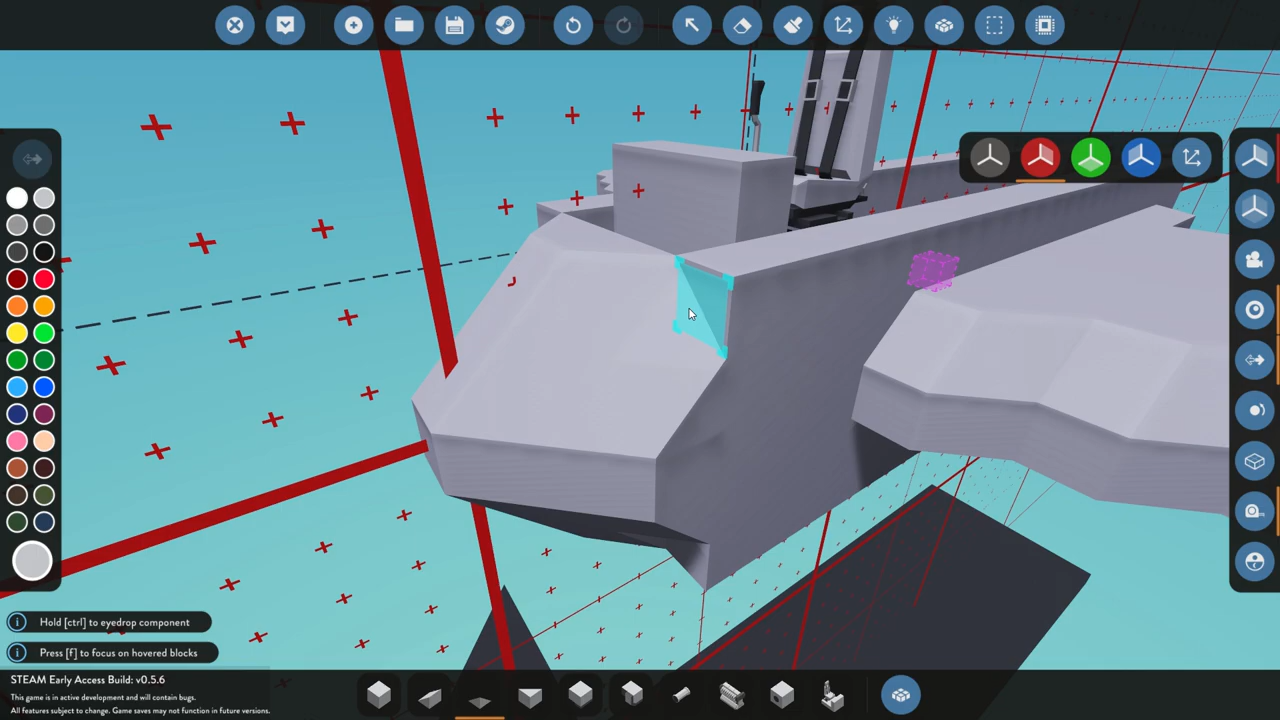 Hold [ctrl] to eyedrop component
Press [f] to focus on hovered blocks
STEAM Early Access Build: v0.5.6
This game is in active development and will contain bugs.
All features subject to change. Game saves may not function in future versions.